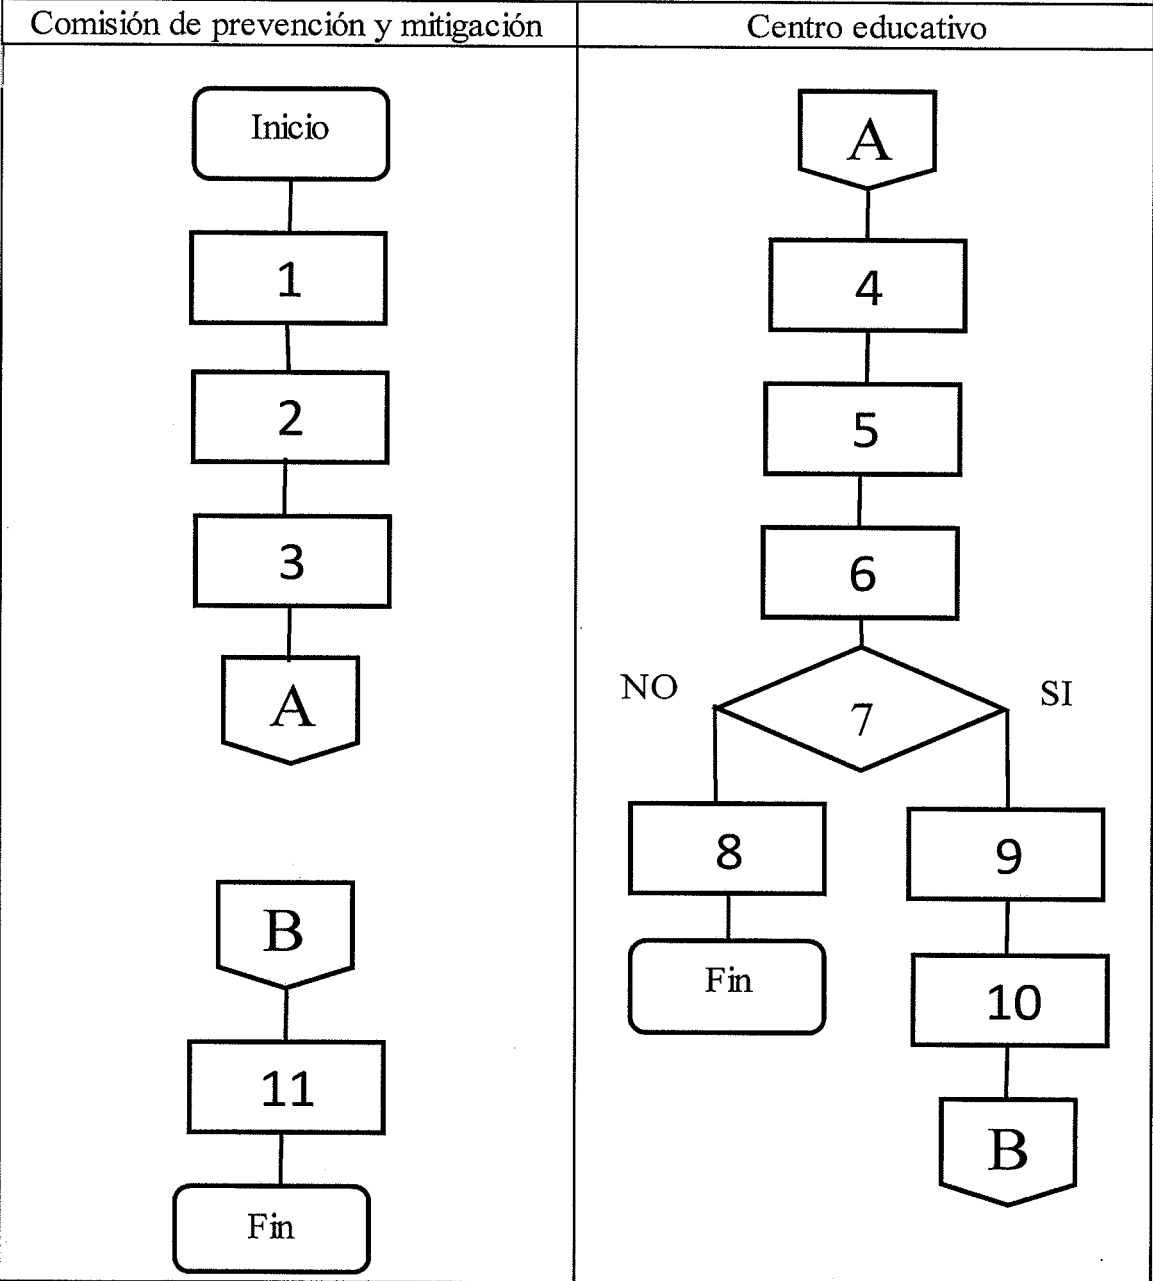 Comisión de prevención y mitigación
Centro educativo
Inicio
1
2
3
A
B
11
Fin
A
4
5
6
7
NO
SI
8
Fin
9
10
B